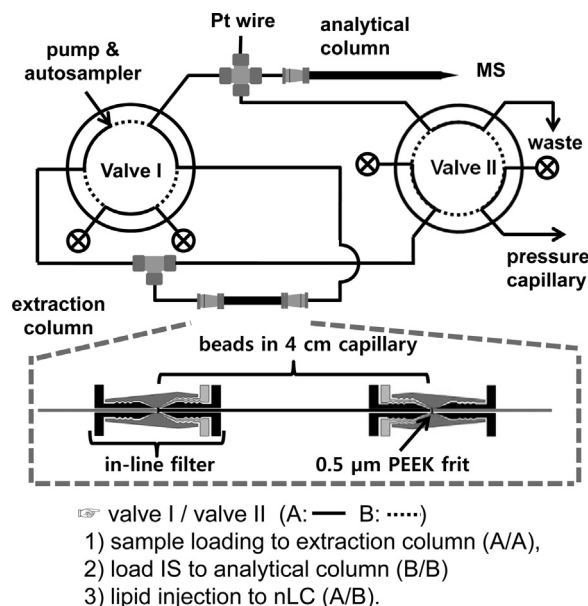 Pt wire
analytical
column
pump &
autosampler
MS
waste
Valve I
Valve II
pressure
capillary
extraction
column
beads in 4 cm capillary
in-line filter
0.5 μm PEEK frit
☞ valve I / valve II (A: — B: ·····)
1) sample loading to extraction column (A/A),
2) load IS to analytical column (B/B)
3) lipid injection to nLC (A/B).